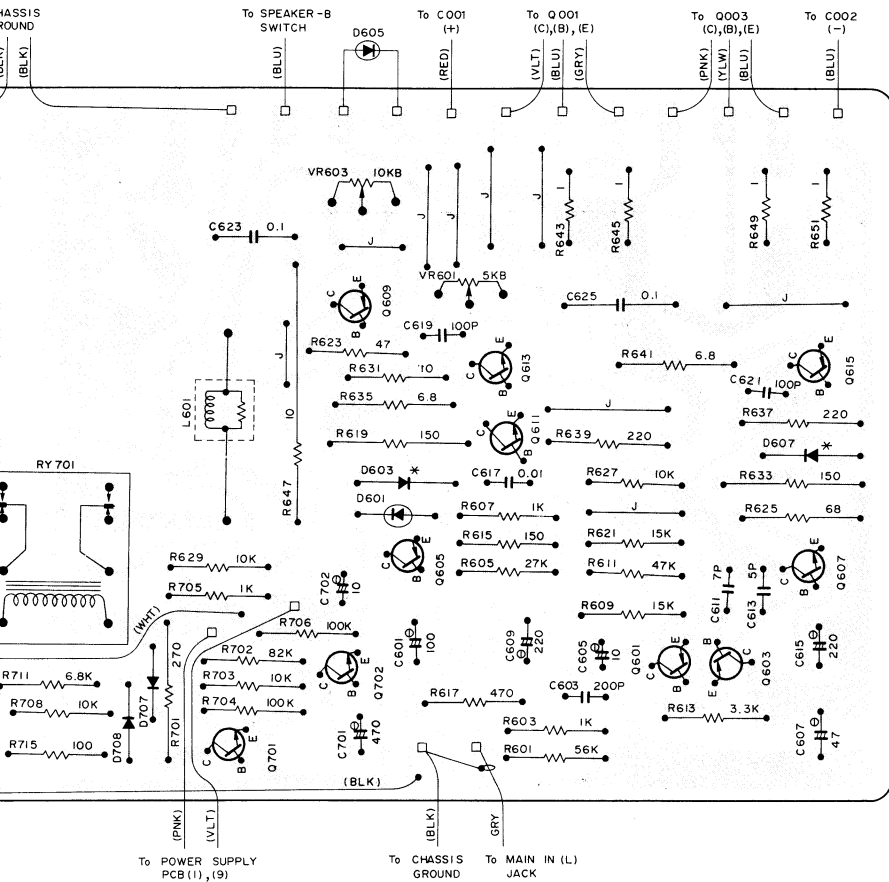 HASSIS
ROUND
(BLK)
(BLK)
To SPEAKER-B
SWITCH
(BLU)
D605
To C001
(+)
(RED)
To Q001
(C),(B),(E)
(VLT)
(BLU)
(GRY)
To Q003
(C),(B),(E)
(PNK)
(YLW)
(BLU)
To C002
(-)
(BLU)
VR603 10KB
J
J
J
J
R643 1
R645 1
R649 1
R651 1
C623 0.1
J
VR601 5KB
E
C
B
Q609
C625 0.1
J
C619 100P
R623 47
J
E
C
B
Q613
R641 6.8
E
C
B
Q615
R631 10
C621 100P
L601
10
R647
R635 6.8
E
C
B
Q611
J
R637 220
R619 150
R639 220
D607 *
RY701
D603 *
C617 0.01
R627 10K
R633 150
D601
R607 1K
J
R625 68
R615 150
R621 15K
E
C
B
Q605
R629 10K
R605 27K
R611 47K
E
C
B
Q607
R705 1K
C702 10
C611 7P
C613 5P
(WHT)
R609 15K
R706 100K
C601 100
C609 220
C605 10
E
C
B
Q601
B
C
E
Q603
C615 220
R702 82K
270
R701
E
C
B
Q702
R711 6.8K
R703 10K
D707
C603 200P
R617 470
R704 100K
R708 10K
D708
R613 3.3K
R603 1K
C701 470
C607 47
E
C
B
Q701
R715 100
R601 56K
(BLK)
(PNK)
(VLT)
(BLK)
GRY
To POWER SUPPLY
PCB(1),(9)
To CHASSIS
GROUND
To MAIN IN (L)
JACK